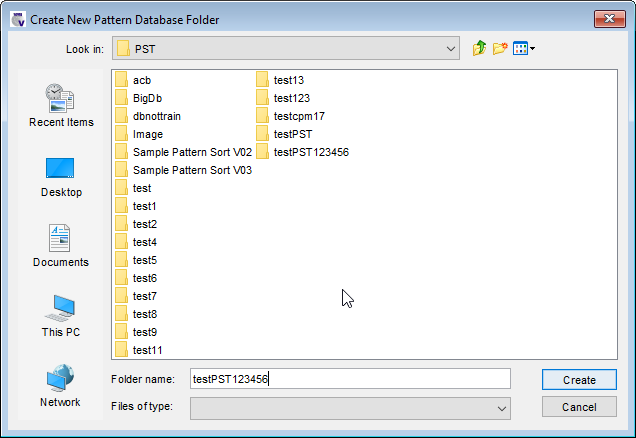 Create New Pattern Database Folder
Look in:
PST
Recent Items
Desktop
Documents
This PC
Network
acb
BigDb
dbnottrain
Image
Sample Pattern Sort V02
Sample Pattern Sort V03
test
test1
test2
test4
test5
test6
test7
test8
test9
test11
test13
test123
testcpm17
testPST
testPST123456
Folder name: testPST123456
Create
Files of type:
Cancel